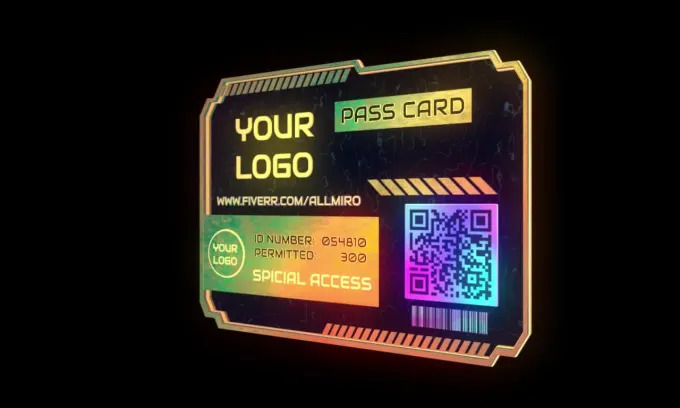 YOUR
LOGO
PASS CARD
WWW.FIVERR.COM/ALLMIRO
YOUR
LOGO
ID NUMBER: 054810
PERMITTED: 300
SPICIAL ACCESS